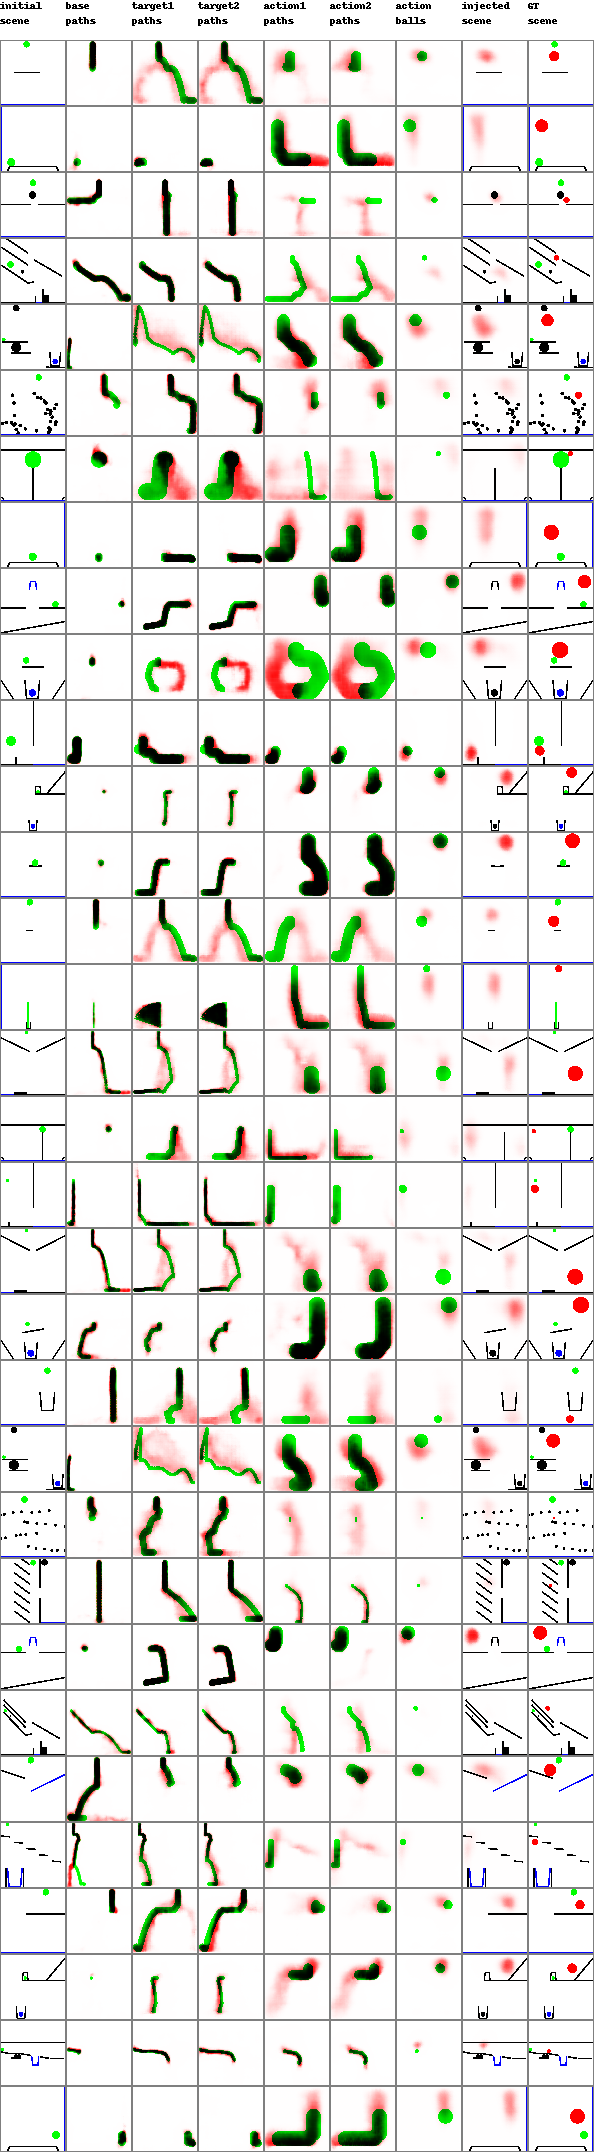 initial base target1 target2 action1 action2 action injected GT
scene paths paths paths paths paths balls scene scene